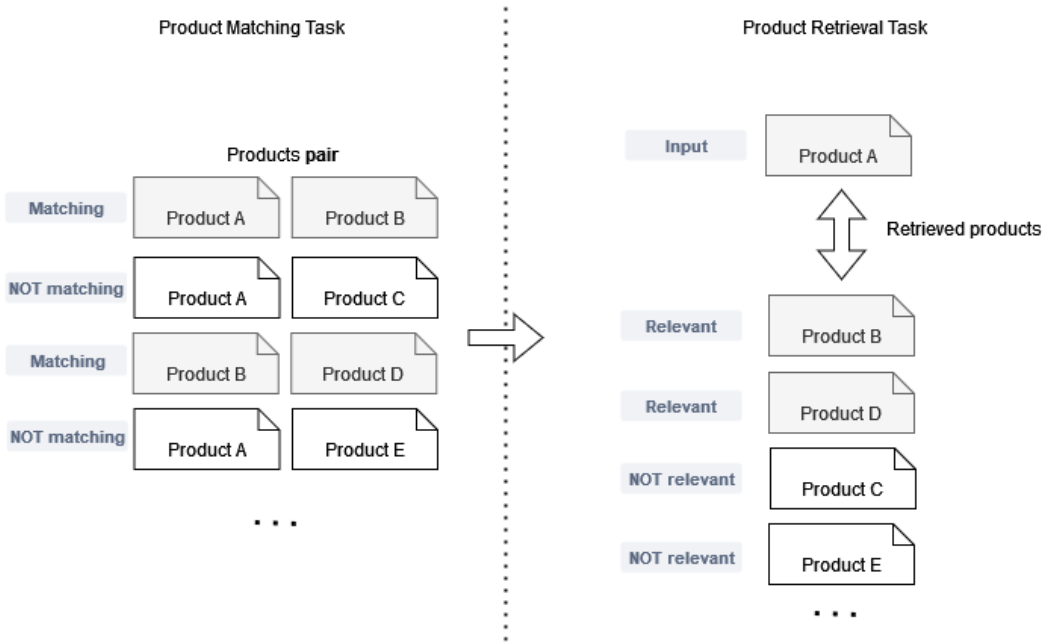 Product Matching Task
Products pair
Matching
Product A
Product B
NOT matching
Product A
Product C
Matching
Product B
Product D
NOT matching
Product A
Product E
. . .
Product Retrieval Task
Input
Product A
Retrieved products
Relevant
Product B
Relevant
Product D
NOT relevant
Product C
NOT relevant
Product E
. . .